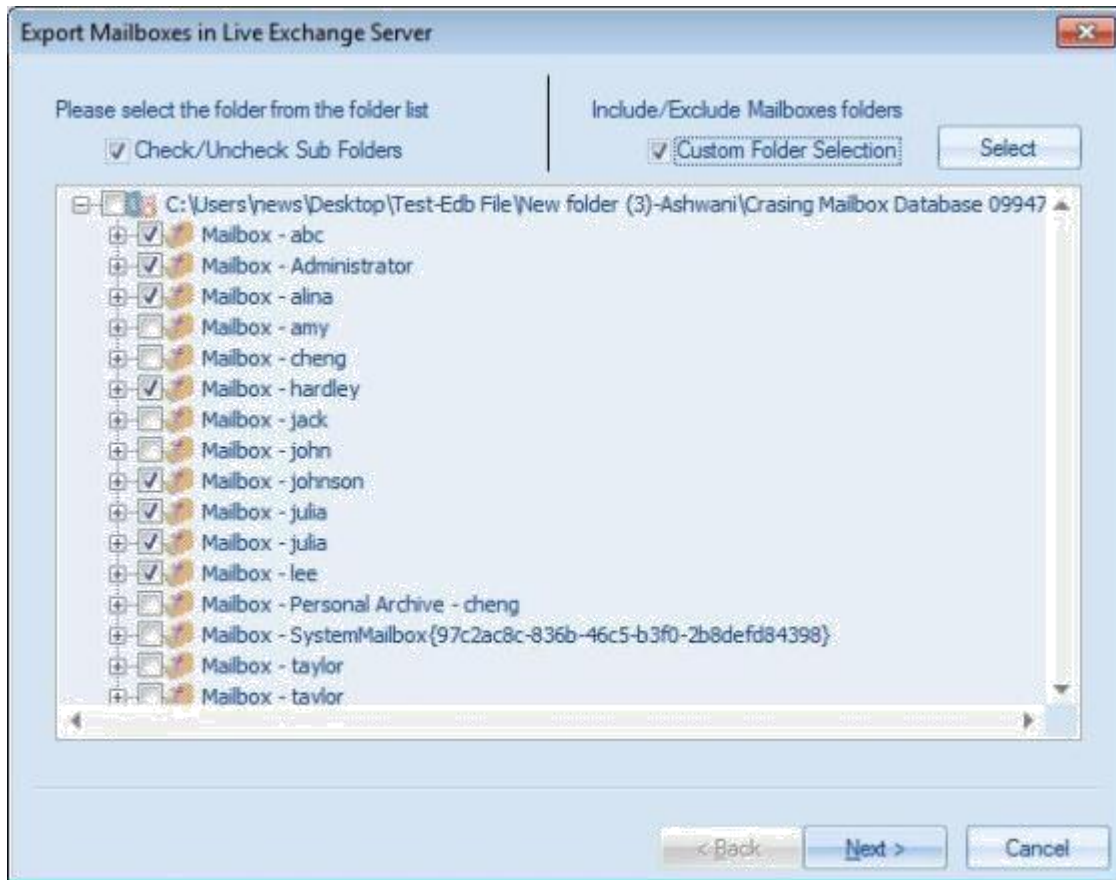 Export Mailboxes in Live Exchange Server
Please select the folder from the folder list
Check/Uncheck Sub Folders
Include/Exclude Mailboxes folders
Custom Folder Selection
Select
C:\Users\news\Desktop\Test-Edb File\New folder (3)-Ashwani\Crasing Mailbox Database 09947
Mailbox - abc
Mailbox - Administrator
Mailbox - alina
Mailbox - amy
Mailbox - cheng
Mailbox - hardley
Mailbox - jack
Mailbox - john
Mailbox - johnson
Mailbox - julia
Mailbox - julia
Mailbox - lee
Mailbox - Personal Archive - cheng
Mailbox - SystemMailbox{97c2ac8c-836b-46c5-b3f0-2b8defd84398}
Mailbox - taylor
Mailbox - taylor
< Back
Next >
Cancel